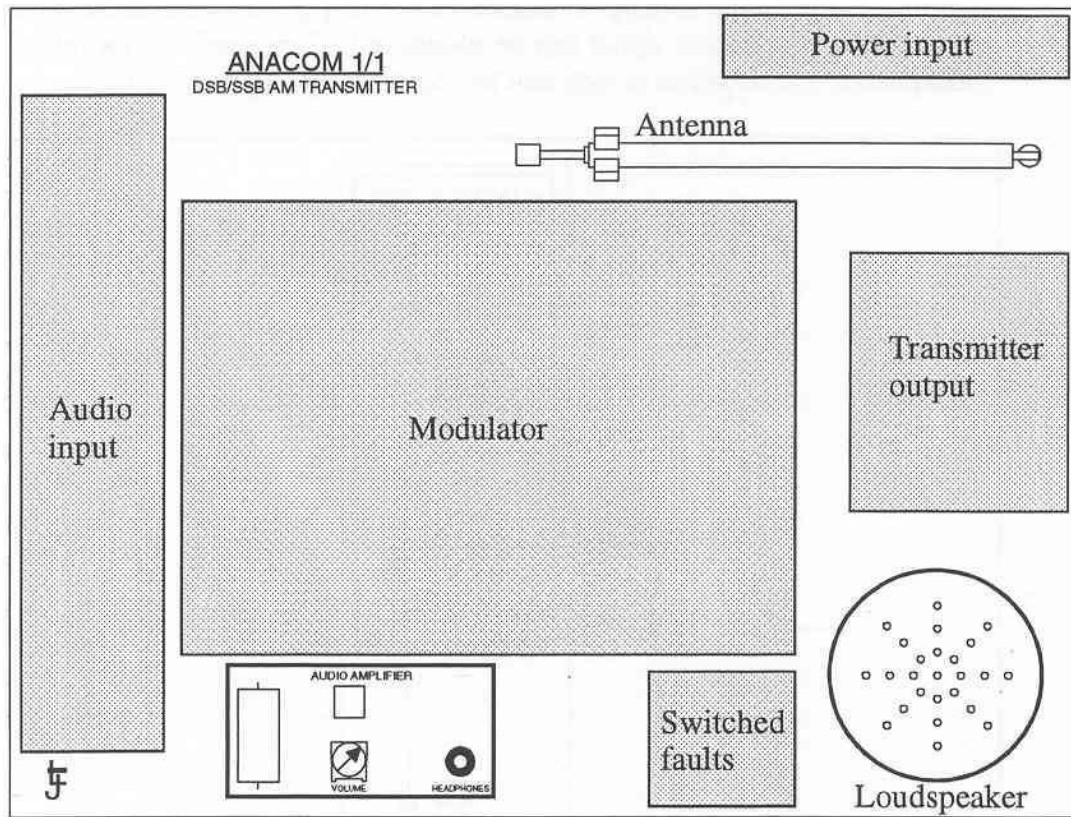 ANACOM 1/1
DSB/SSB AM TRANSMITTER
Power input
Antenna
Audio
input
Modulator
Transmitter
output
AUDIO AMPLIFIER
VOLUME
HEADPHONES
Switched
faults
Loudspeaker